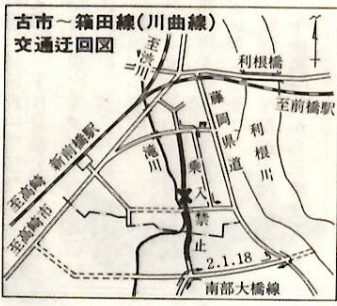 古市～箱田線(川曲線)
交通迂回図
至渋川
利根橋
至前橋駅
新前橋駅
至高崎
至高崎市
滝川
藤岡県道
利根川
乗入禁止
2.1.18
南部大橋線